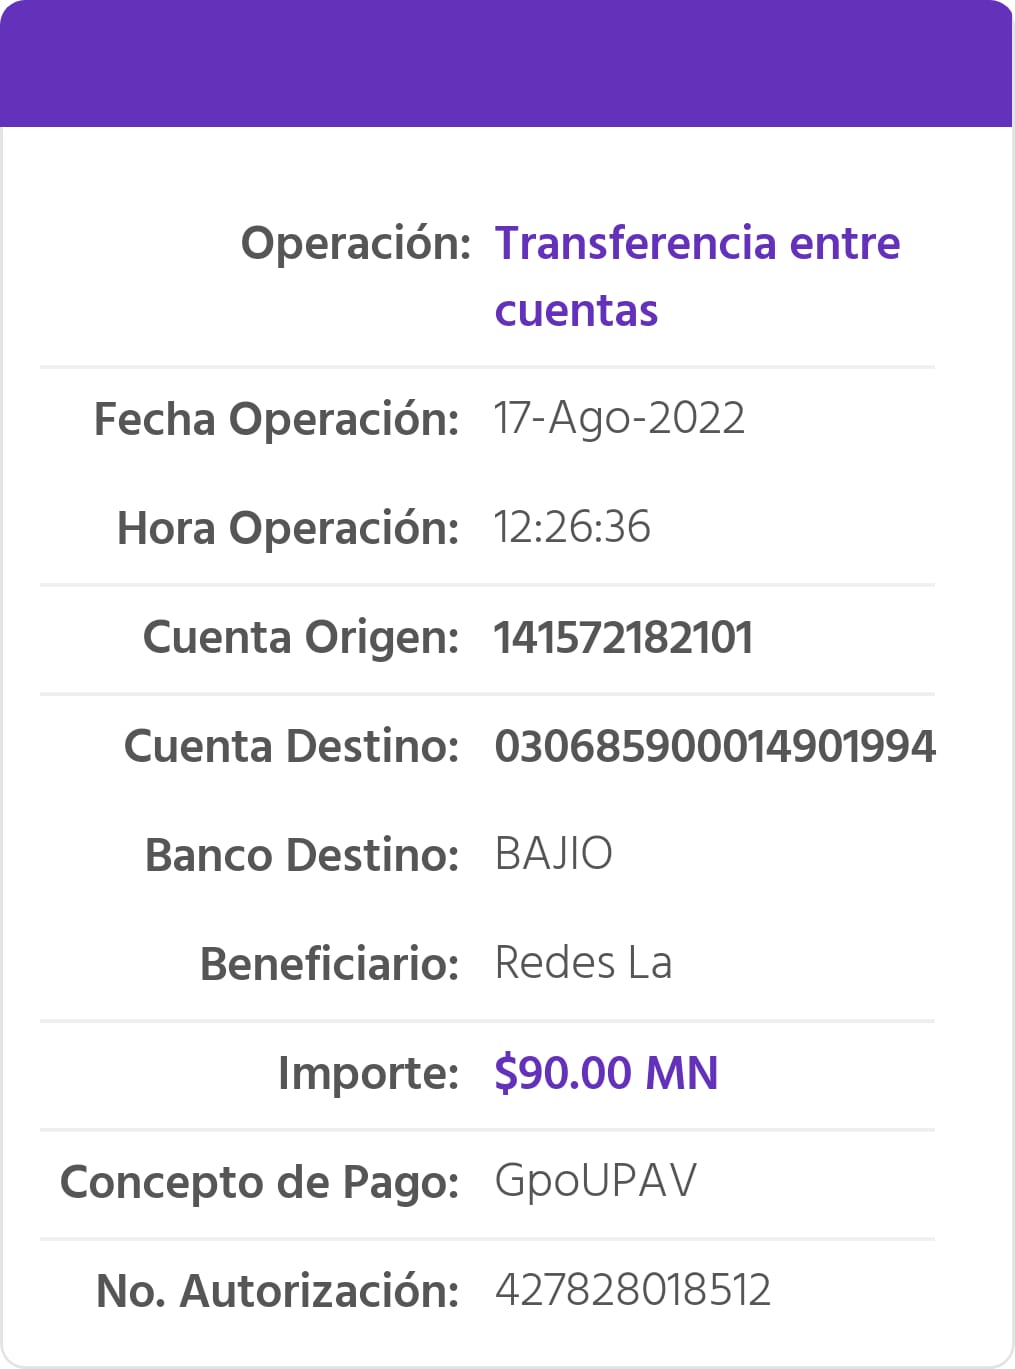 Operación: Transferencia entre
cuentas
Fecha Operación: 17-Ago-2022
Hora Operación: 12:26:36
Cuenta Origen: 141572182101
Cuenta Destino: 030685900014901994
Banco Destino: BAJIO
Beneficiario: Redes La
Importe: $90.00 MN
Concepto de Pago: GpoUPAV
No. Autorización: 427828018512